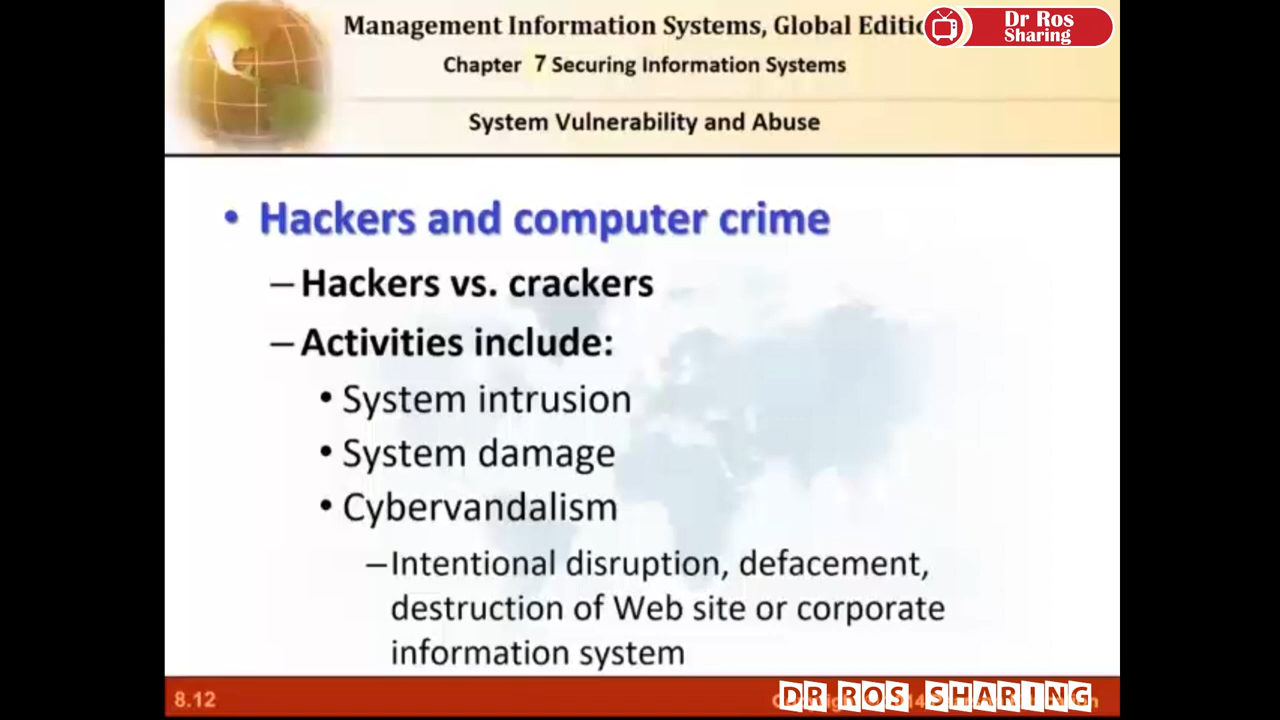 Management Information Systems, Global Editio
Dr Ros
Sharing
Chapter 7 Securing Information Systems
System Vulnerability and Abuse
• Hackers and computer crime
– Hackers vs. crackers
– Activities include:
• System intrusion
• System damage
• Cybervandalism
– Intentional disruption, defacement,
destruction of Web site or corporate
information system
8.12
DR ROS SHARING